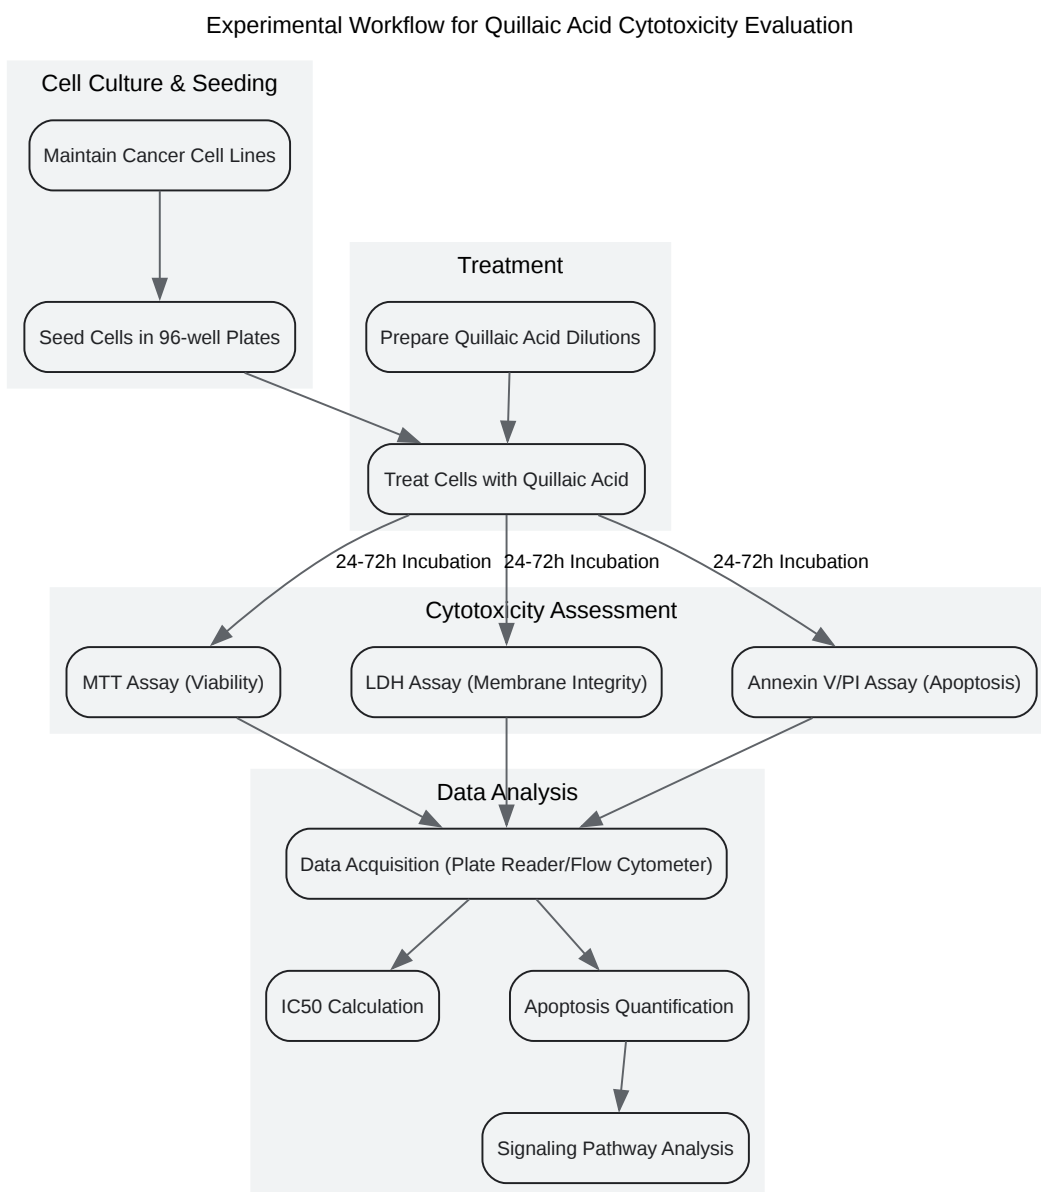 Experimental Workflow for Quillaic Acid Cytotoxicity Evaluation
Cell Culture & Seeding
Maintain Cancer Cell Lines
Seed Cells in 96-well Plates
Treatment
Prepare Quillaic Acid Dilutions
Treat Cells with Quillaic Acid
24-72h Incubation
24-72h Incubation
24-72h Incubation
Cytotoxicity Assessment
MTT Assay (Viability)
LDH Assay (Membrane Integrity)
Annexin V/PI Assay (Apoptosis)
Data Analysis
Data Acquisition (Plate Reader/Flow Cytometer)
IC50 Calculation
Apoptosis Quantification
Signaling Pathway Analysis